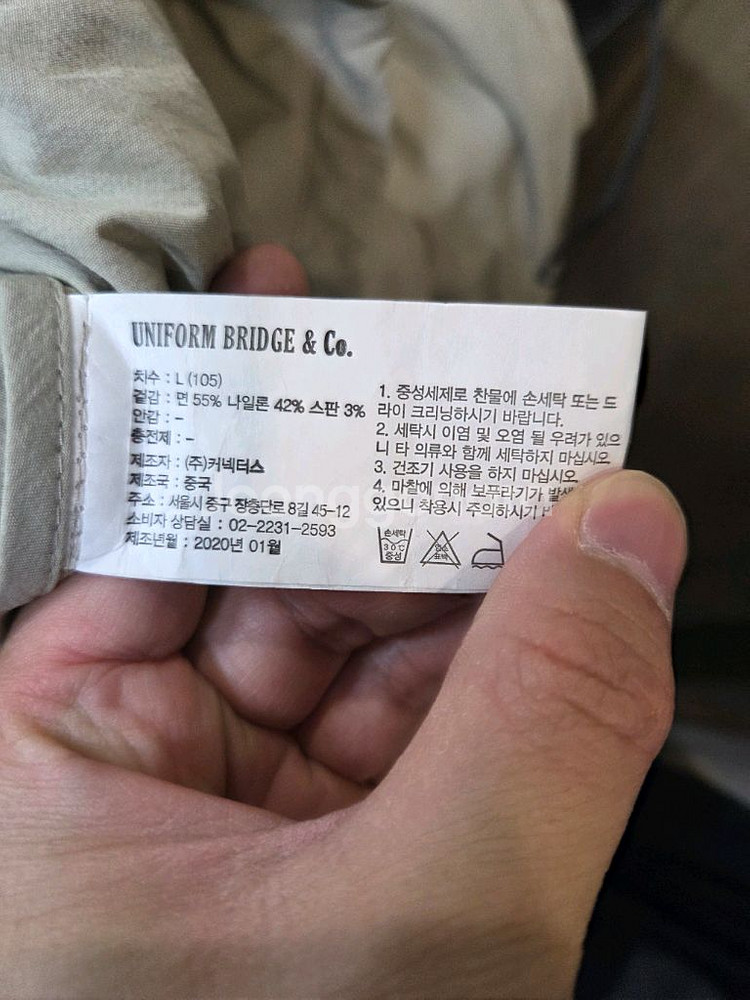 UNIFORM BRIDGE & Co.
칫수 : L (105)
겉감 : 면 55% 나일론 42% 스판 3%
안감 : -
충전제 : -
제조자 : (주)커넥터스
제조국 : 중국
주소 : 서울시 중구 장충단로 8길 45-12
소비자 상담실 : 02-2231-2593
제조년월 : 2020년 01월
1. 중성세제로 찬물에 손세탁 또는 드
라이 크리닝하시기 바랍니다.
2. 세탁시 이염 및 오염 될 우려가 있으
니 타 의류와 함께 세탁하지 마십시오.
3. 건조기 사용을 하지 마십시오.
4. 마찰에 의해 보푸라기가 발생
있으니 착용시 주의하시기
손세탁
30℃
중성
염소
표백